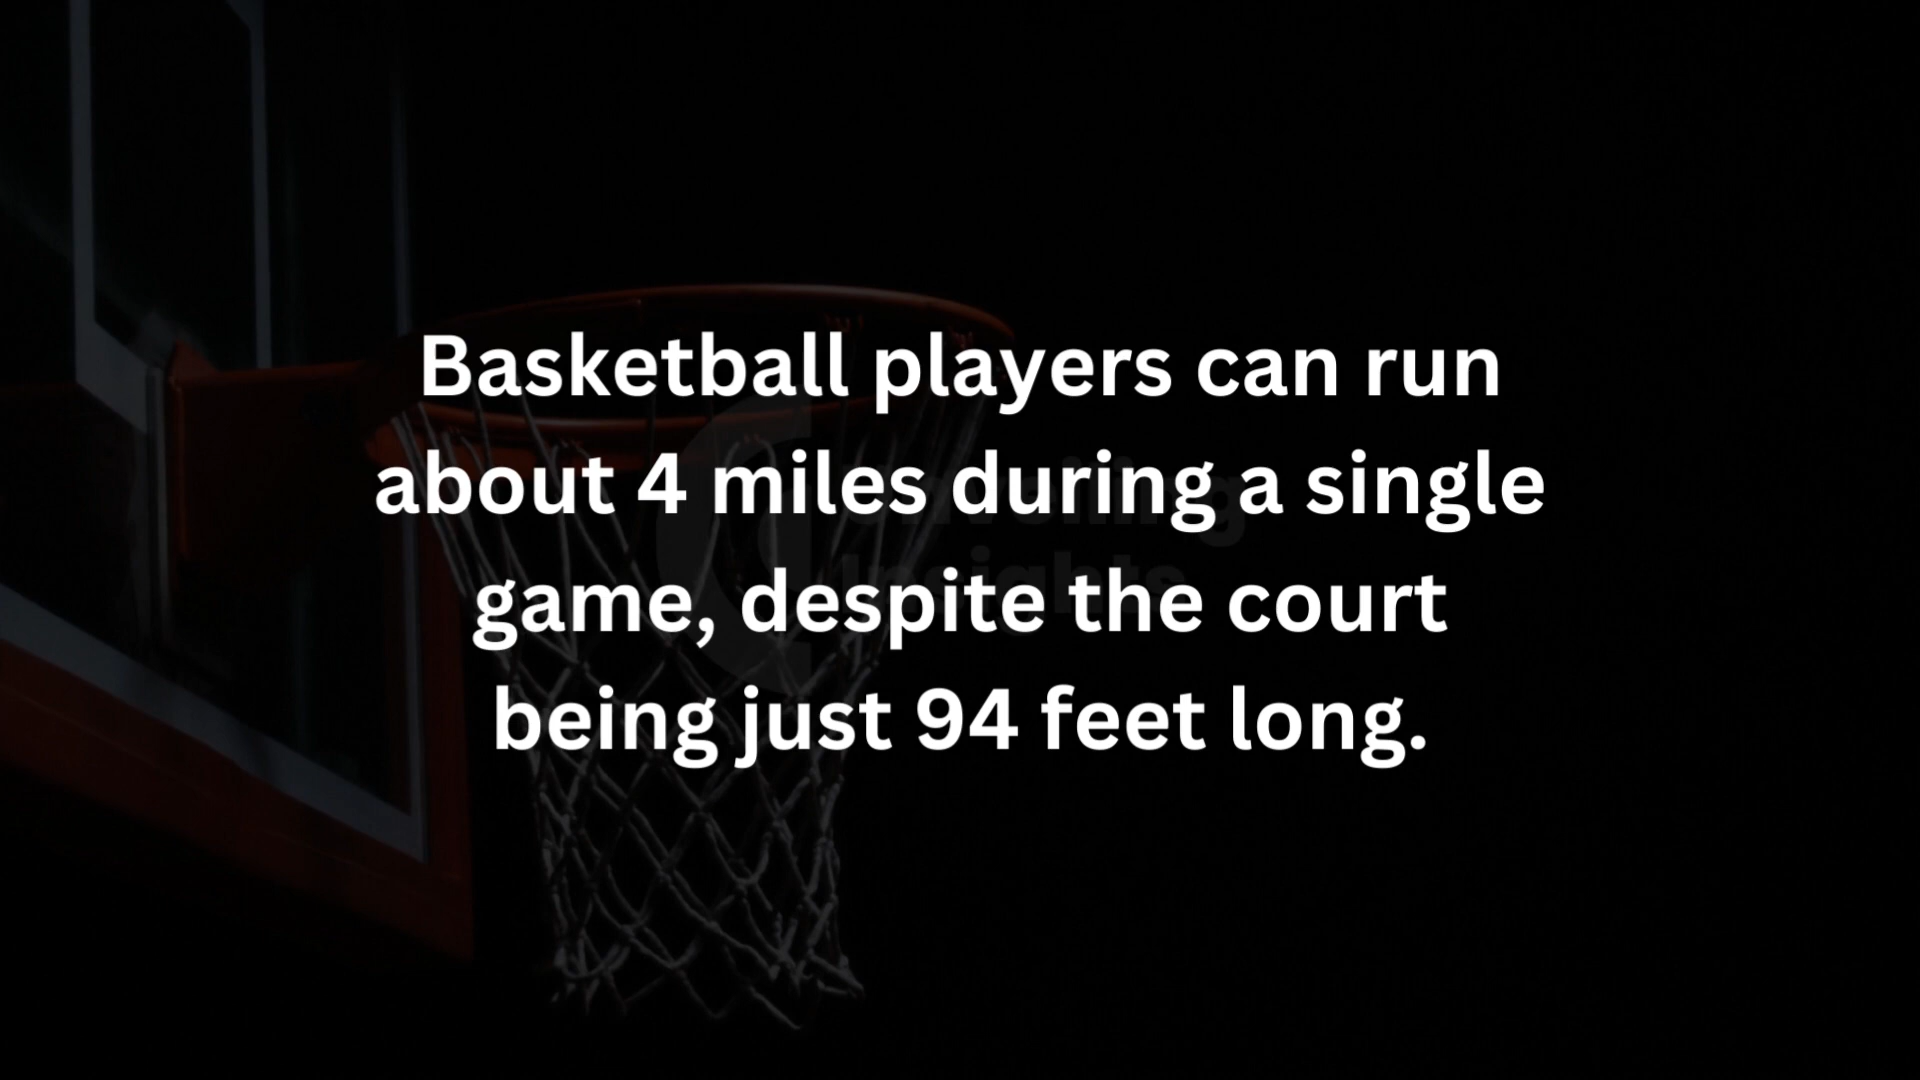 Basketball players can run
about 4 miles during a single
game, despite the court
being just 94 feet long.